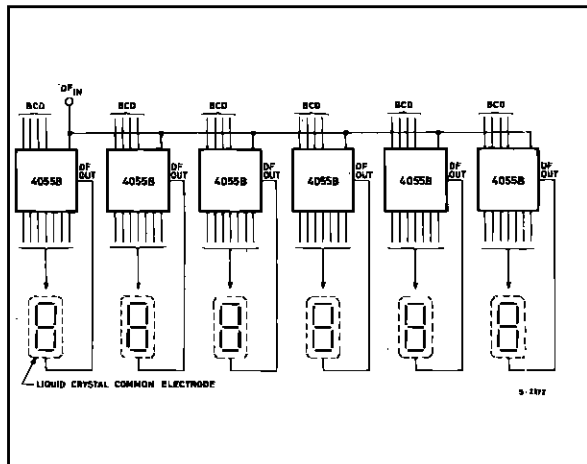 DF IN
BCD BCD BCD BCD BCD BCD
4055B DF OUT 4055B DF OUT 4055B DF OUT 4055B DF OUT 4055B DF OUT 4055B DF OUT
LIQUID CRYSTAL COMMON ELECTRODE